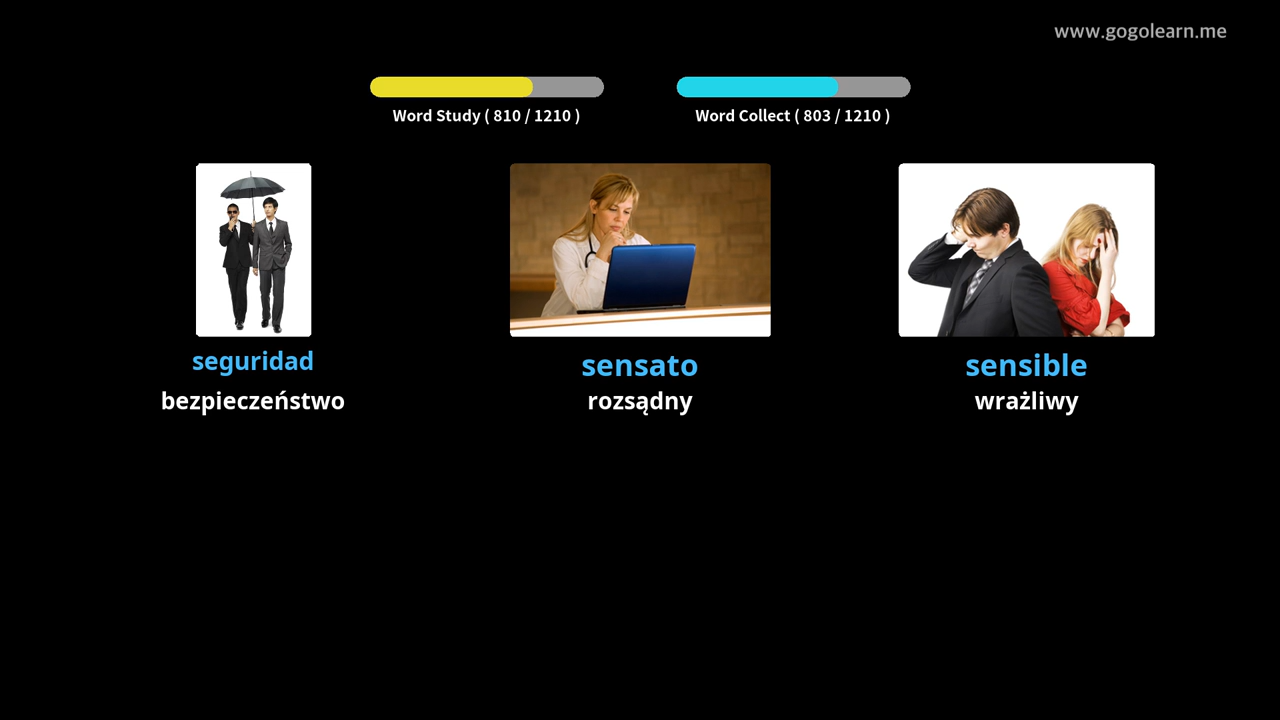 www.gogolearn.me
Word Study ( 810 / 1210 )
Word Collect ( 803 / 1210 )
seguridad
bezpieczeństwo
sensato
rozsądny
sensible
wrażliwy